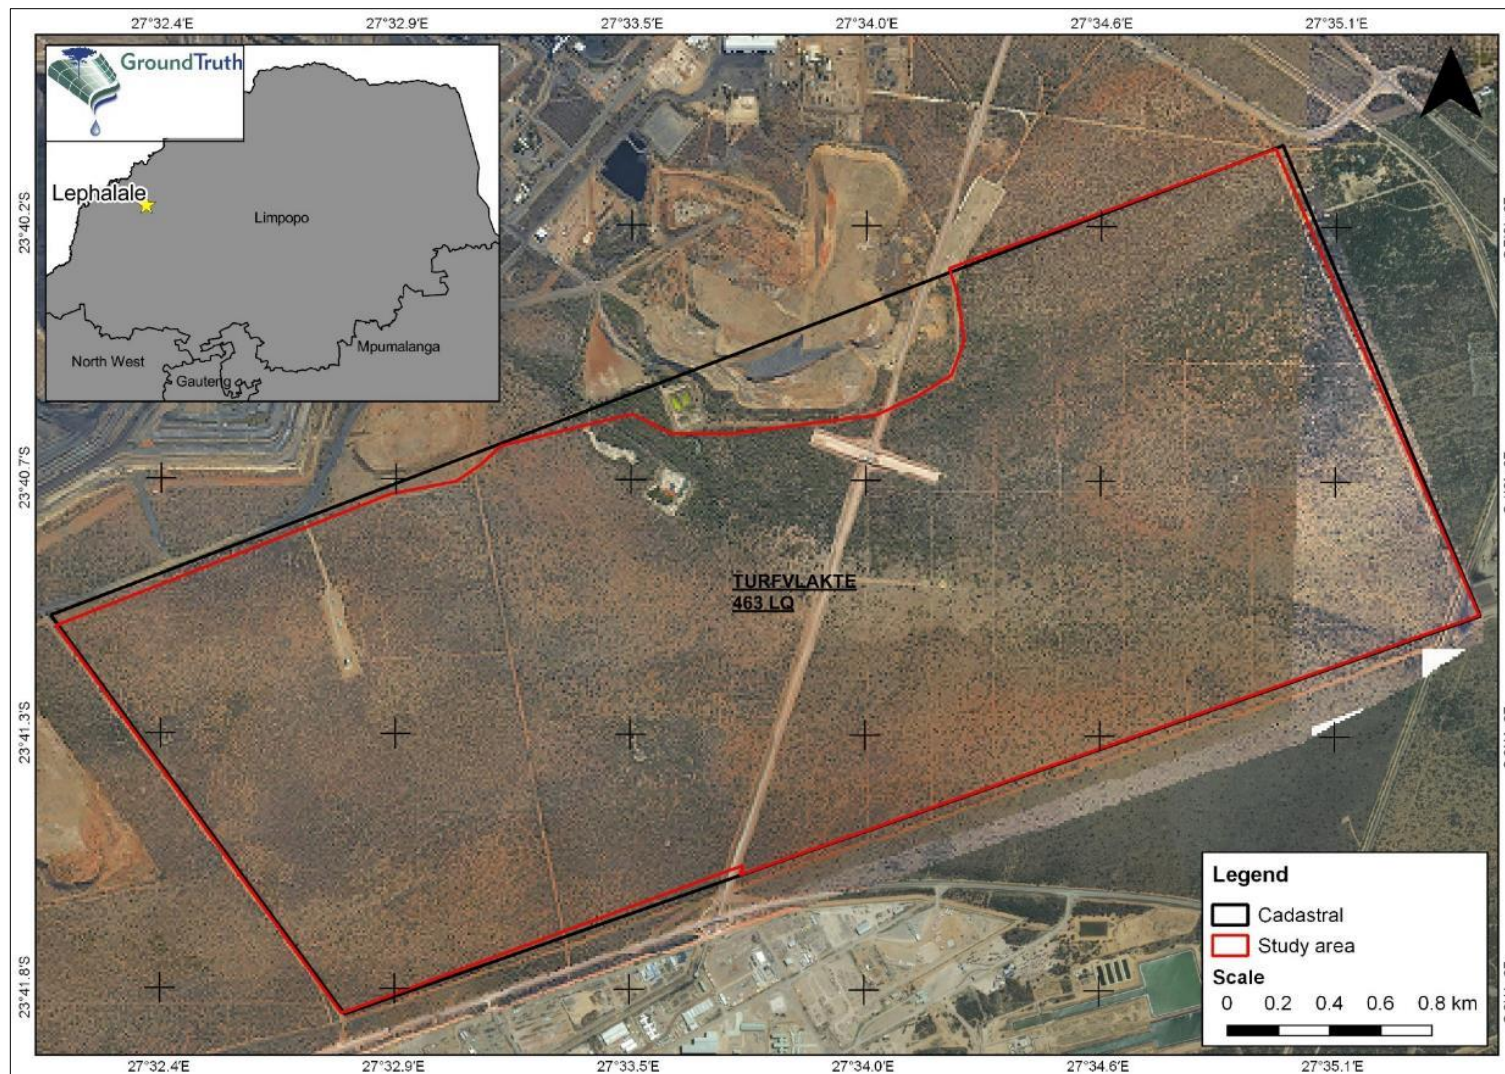 27°32.4'E 27°32.9'E 27°33.5'E 27°34.0'E 27°34.6'E 27°35.1'E
GroundTruth
Lephalale
Limpopo
North West
Gauteng
Mpumalanga
23°40.2'S
23°40.7'S
23°41.3'S
23°41.8'S
TURFVLAKTE
463 LQ
Legend
Cadastral
Study area
Scale
0 0.2 0.4 0.6 0.8 km
27°32.4'E 27°32.9'E 27°33.5'E 27°34.0'E 27°34.6'E 27°35.1'E